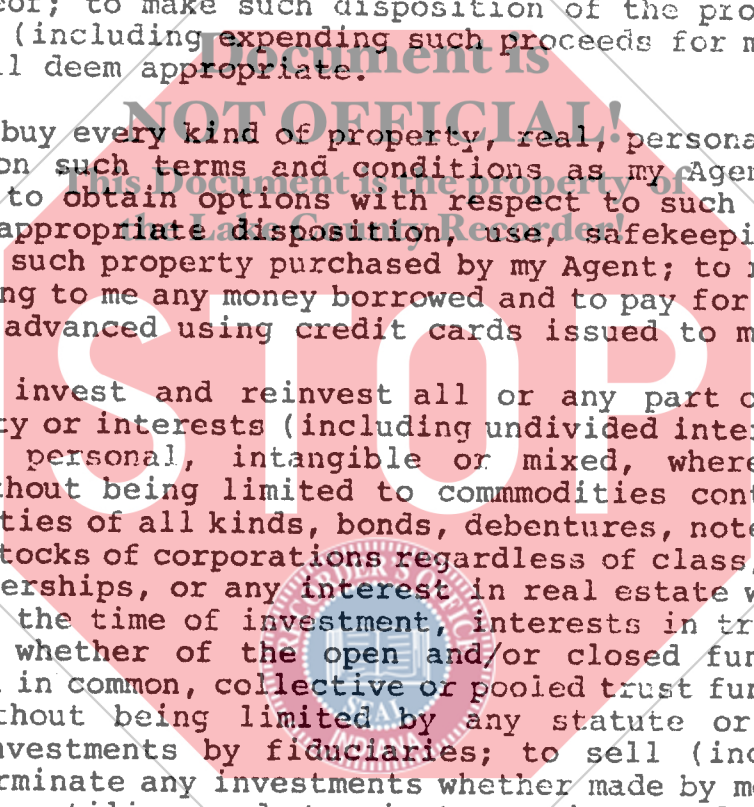 to make such disposition of the pro
(including expending such proceeds for m
ll deem appropriate.
Document is
NOT OFFICIAL!
This Document is the property of
the Lake County Recorder!
buy every kind of property, real, persona
on such terms and conditions as my Agen
to obtain options with respect to such
appropriate disposition, use, safekeepi
such property purchased by my Agent; to
ng to me any money borrowed and to pay for
advanced using credit cards issued to m
STOP
invest and reinvest all or any part o
ty or interests (including undivided inte
personal, intangible or mixed, where
thout being limited to commmodities cont
ties of all kinds, bonds, debentures, note
tocks of corporations regardless of class,
erships, or any interest in real estate w
the time of investment, interests in tr
whether of the open and/or closed fun
in common, collective or pooled trust fun
thout being limited by any statute or
nvestments by fiduciaries; to sell (inc
rminate any investments whether made by m
RECORDER'S OFFICE
SEAL
INDIANA